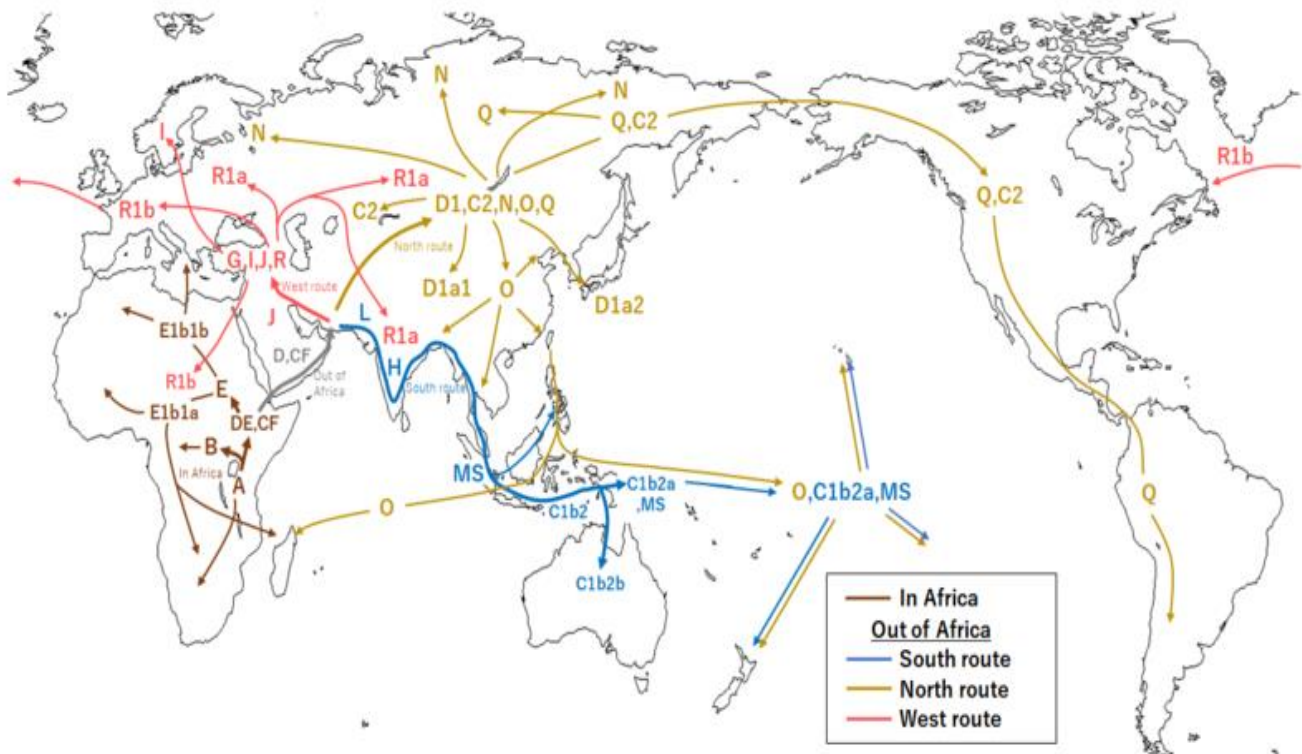 N
N
Q
Q,C2
I
N
R1b
R1a
R1a
Q,C2
R1b
C2
D1,C2,N,O,Q
North route
G,I,J,R
West route
D1a1
O
D1a2
J
L
E1b1b
R1a
D,CF
H
Out of
Africa
South route
R1b
E
E1b1a
DE,CF
B
In Africa
A
MS
C1b2a
,MS
O,C1b2a,MS
Q
O
C1b2
C1b2b
In Africa
Out of Africa
South route
North route
West route